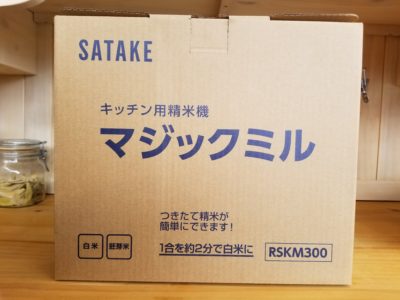 SATAKE
キッチン用精米機
マジックミル
つきたて精米が
簡単にできます!
白米
胚芽米
1合を約2分で白米に
RSKM300